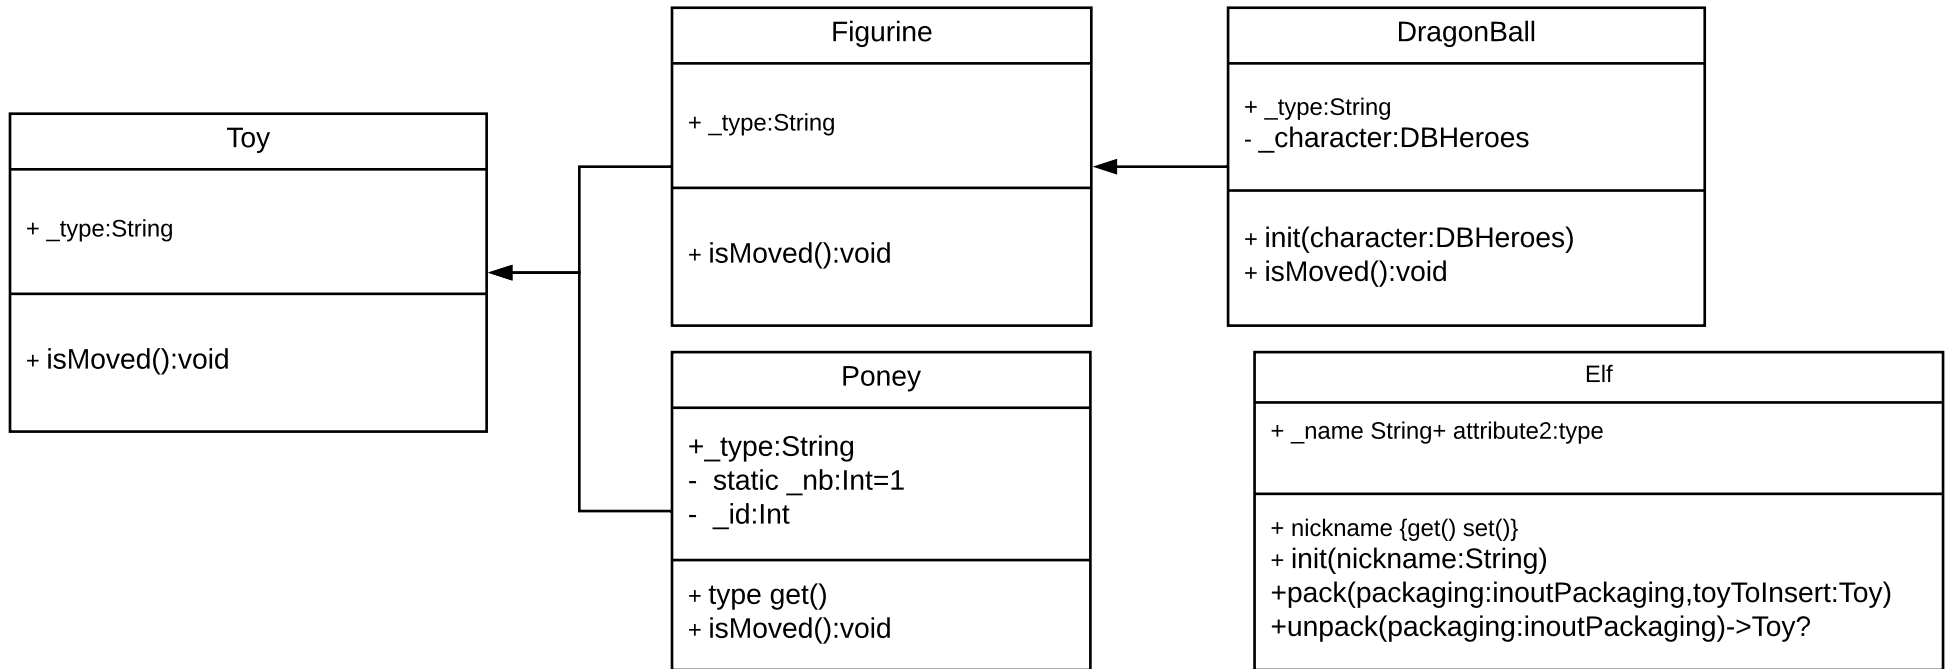 Toy
+ _type:String
+ isMoved():void
Figurine
+ _type:String
+ isMoved():void
DragonBall
+ _type:String
- _character:DBHeroes
+ init(character:DBHeroes)
+ isMoved():void
Poney
+_type:String
- static _nb:Int=1
- _id:Int
+ type get()
+ isMoved():void
Elf
+ _name String+ attribute2:type
+ nickname {get() set()}
+ init(nickname:String)
+pack(packaging:inoutPackaging,toyToInsert:Toy)
+unpack(packaging:inoutPackaging)->Toy?